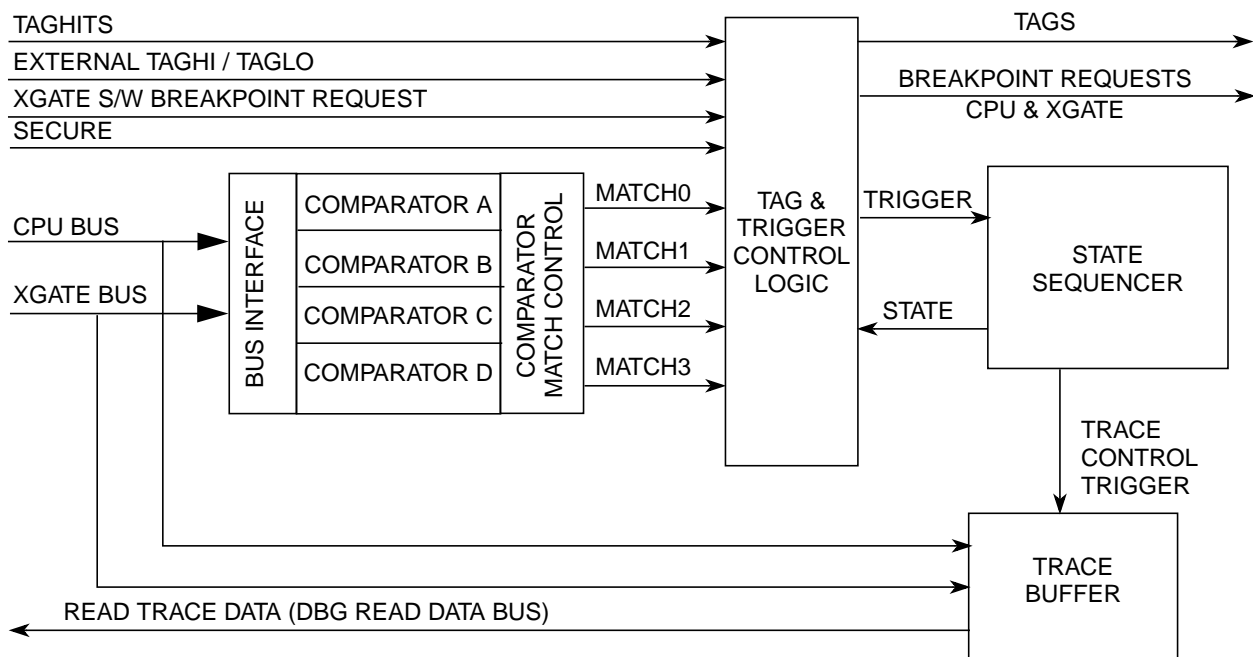 TAGHITS
TAGS
EXTERNAL TAGHI / TAGLO
BREAKPOINT REQUESTS
CPU & XGATE
XGATE S/W BREAKPOINT REQUEST
SECURE
CPU BUS
XGATE BUS
BUS INTERFACE
COMPARATOR A
COMPARATOR B
COMPARATOR C
COMPARATOR D
COMPARATOR
MATCH CONTROL
MATCH0
MATCH1
MATCH2
MATCH3
TAG &
TRIGGER
CONTROL
LOGIC
TRIGGER
STATE
STATE
SEQUENCER
TRACE
CONTROL
TRIGGER
TRACE
BUFFER
READ TRACE DATA (DBG READ DATA BUS)